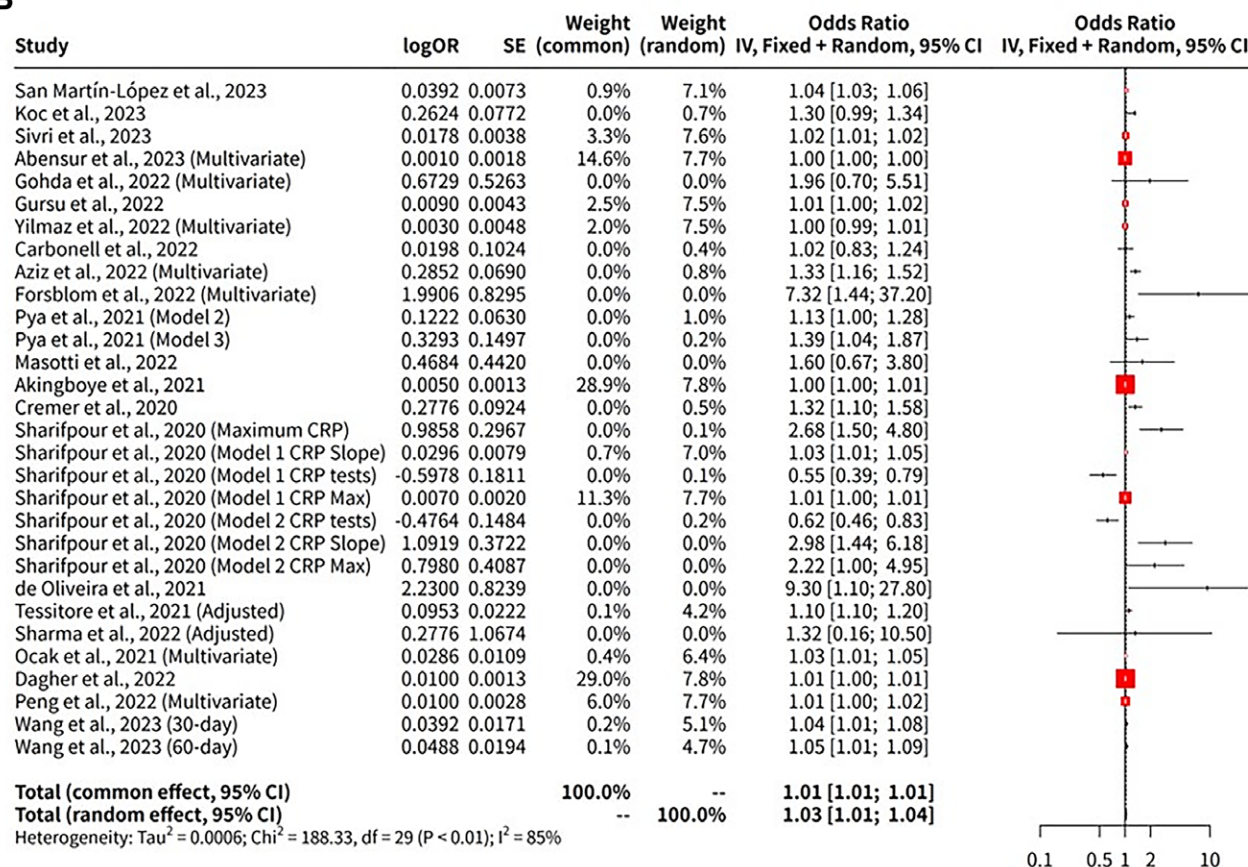 B
Weight Weight Odds Ratio Odds Ratio
Study logOR SE (common) (random) IV, Fixed + Random, 95% CI IV, Fixed + Random, 95% CI
San Martín-López et al., 2023 0.0392 0.0073 0.9% 7.1% 1.04 [1.03; 1.06]
Koc et al., 2023 0.2624 0.0772 0.0% 0.7% 1.30 [0.99; 1.34]
Sivri et al., 2023 0.0178 0.0038 3.3% 7.6% 1.02 [1.01; 1.02]
Abensur et al., 2023 (Multivariate) 0.0010 0.0018 14.6% 7.7% 1.00 [1.00; 1.00]
Gohda et al., 2022 (Multivariate) 0.6729 0.5263 0.0% 0.0% 1.96 [0.70; 5.51]
Gursu et al., 2022 0.0090 0.0043 2.5% 7.5% 1.01 [1.00; 1.02]
Yilmaz et al., 2022 (Multivariate) 0.0030 0.0048 2.0% 7.5% 1.00 [0.99; 1.01]
Carbonell et al., 2022 0.0198 0.1024 0.0% 0.4% 1.02 [0.83; 1.24]
Aziz et al., 2022 (Multivariate) 0.2852 0.0690 0.0% 0.8% 1.33 [1.16; 1.52]
Forsblom et al., 2022 (Multivariate) 1.9906 0.8295 0.0% 0.0% 7.32 [1.44; 37.20]
Pya et al., 2021 (Model 2) 0.1222 0.0630 0.0% 1.0% 1.13 [1.00; 1.28]
Pya et al., 2021 (Model 3) 0.3293 0.1497 0.0% 0.2% 1.39 [1.04; 1.87]
Masotti et al., 2022 0.4684 0.4420 0.0% 0.0% 1.60 [0.67; 3.80]
Akingboye et al., 2021 0.0050 0.0013 28.9% 7.8% 1.00 [1.00; 1.01]
Cremer et al., 2020 0.2776 0.0924 0.0% 0.5% 1.32 [1.10; 1.58]
Sharifpour et al., 2020 (Maximum CRP) 0.9858 0.2967 0.0% 0.1% 2.68 [1.50; 4.80]
Sharifpour et al., 2020 (Model 1 CRP Slope) 0.0296 0.0079 0.7% 7.0% 1.03 [1.01; 1.05]
Sharifpour et al., 2020 (Model 1 CRP tests) -0.5978 0.1811 0.0% 0.1% 0.55 [0.39; 0.79]
Sharifpour et al., 2020 (Model 1 CRP Max) 0.0070 0.0020 11.3% 7.7% 1.01 [1.00; 1.01]
Sharifpour et al., 2020 (Model 2 CRP tests) -0.4764 0.1484 0.0% 0.2% 0.62 [0.46; 0.83]
Sharifpour et al., 2020 (Model 2 CRP Slope) 1.0919 0.3722 0.0% 0.0% 2.98 [1.44; 6.18]
Sharifpour et al., 2020 (Model 2 CRP Max) 0.7980 0.4087 0.0% 0.0% 2.22 [1.00; 4.95]
de Oliveira et al., 2021 2.2300 0.8239 0.0% 0.0% 9.30 [1.10; 27.80]
Tessitore et al., 2021 (Adjusted) 0.0953 0.0222 0.1% 4.2% 1.10 [1.10; 1.20]
Sharma et al., 2022 (Adjusted) 0.2776 1.0674 0.0% 0.0% 1.32 [0.16; 10.50]
Ocak et al., 2021 (Multivariate) 0.0286 0.0109 0.4% 6.4% 1.03 [1.01; 1.05]
Dagher et al., 2022 0.0100 0.0013 29.0% 7.8% 1.01 [1.00; 1.01]
Peng et al., 2022 (Multivariate) 0.0100 0.0028 6.0% 7.7% 1.01 [1.00; 1.02]
Wang et al., 2023 (30-day) 0.0392 0.0171 0.2% 5.1% 1.04 [1.01; 1.08]
Wang et al., 2023 (60-day) 0.0488 0.0194 0.1% 4.7% 1.05 [1.01; 1.09]
Total (common effect, 95% CI) 100.0% -- 1.01 [1.01; 1.01]
Total (random effect, 95% CI) -- 100.0% 1.03 [1.01; 1.04]
Heterogeneity: Tau² = 0.0006; Chi² = 188.33, df = 29 (P < 0.01); I² = 85%
0.1 0.5 1 2 10